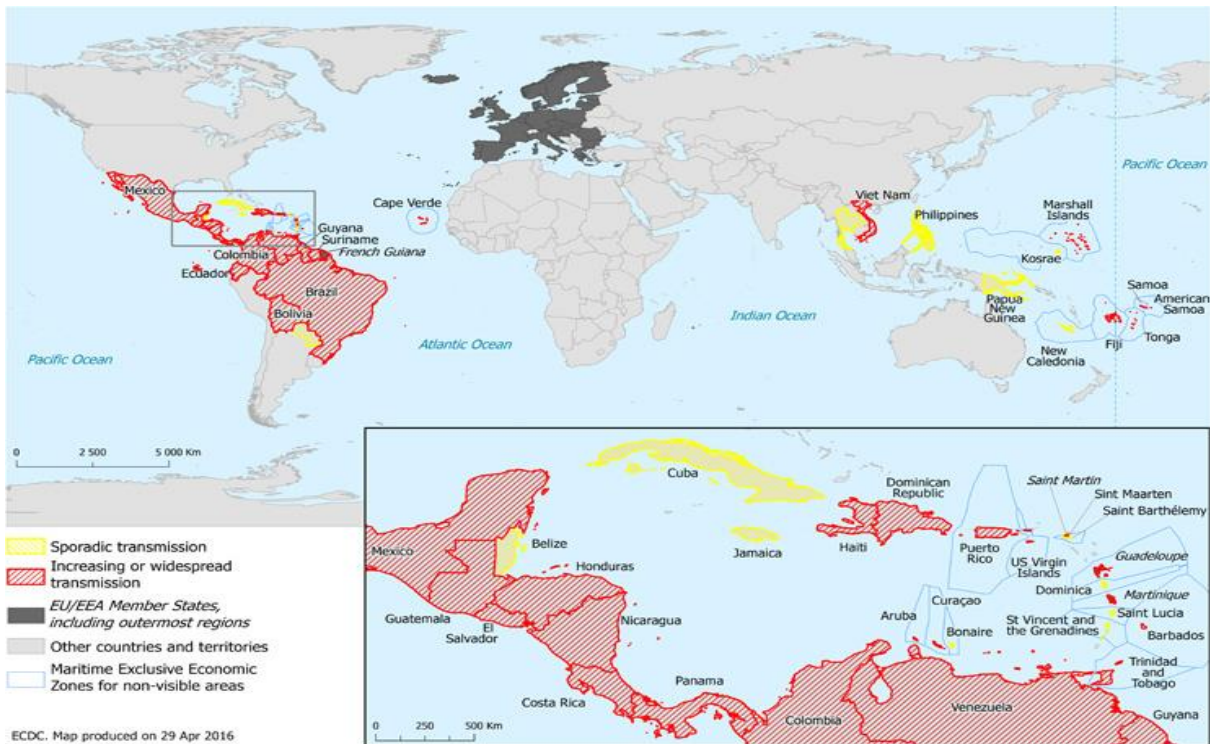 Pacific Ocean
Mexico
Cape Verde
Viet Nam
Philippines
Marshall
Islands
Guyana
Suriname
French Guiana
Colombia
Ecuador
Kosrae
Brazil
Bolivia
Samoa
American
Samoa
Papua
New
Guinea
Indian Ocean
Atlantic Ocean
Pacific Ocean
New
Caledonia
Fiji
Tonga
0 2 500 5 000 Km
Cuba
Dominican
Republic
Saint Martin
Sint Maarten
Saint Barthélemy
Mexico
Belize
Jamaica
Haiti
Puerto
Rico
US Virgin
Islands
Guadeloupe
Honduras
Dominica
Martinique
Guatemala
El
Salvador
Nicaragua
Aruba
Curaçao
Bonaire
Saint Lucia
St Vincent and
the Grenadines
Barbados
Costa Rica
Panama
Trinidad
and
Tobago
Colombia
Venezuela
Guyana
0 250 500 Km
Sporadic transmission
Increasing or widespread
transmission
EU/EEA Member States,
including outermost regions
Other countries and territories
Maritime Exclusive Economic
Zones for non-visible areas
ECDC. Map produced on 29 Apr 2016